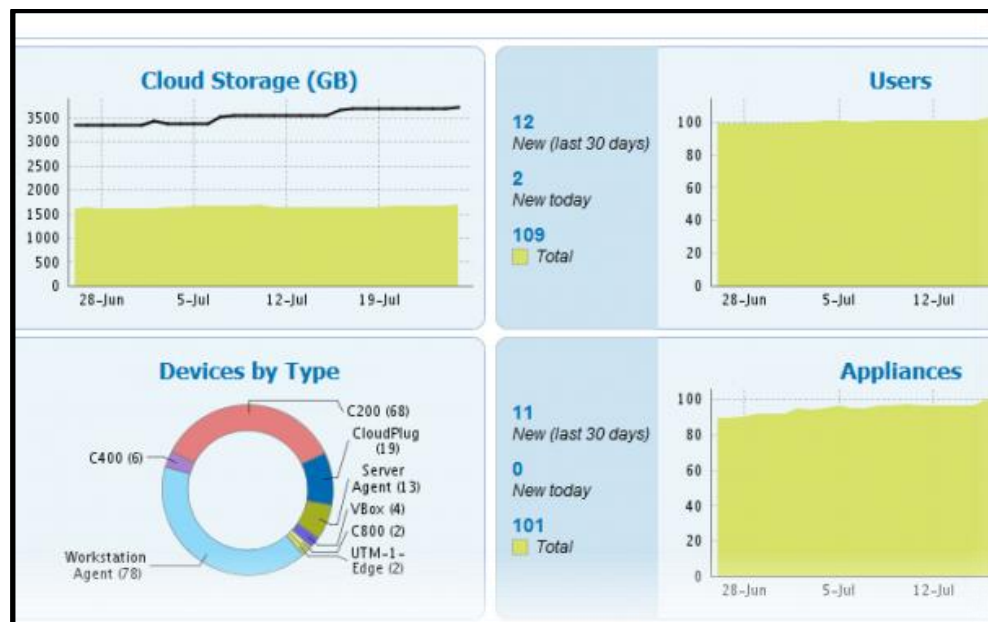 Cloud Storage (GB)
3500
3000
2500
2000
1500
1000
500
0
28-Jun 5-Jul 12-Jul 19-Jul
12
New (last 30 days)
2
New today
109
Total
Users
100
80
60
40
20
0
28-Jun 5-Jul 12-Jul
Devices by Type
C200 (68)
CloudPlug
(19)
Server
Agent (13)
VBox (4)
C800 (2)
UTM-1-
Edge (2)
C400 (6)
Workstation
Agent (78)
11
New (last 30 days)
0
New today
101
Total
Appliances
100
80
60
40
20
0
28-Jun 5-Jul 12-Jul